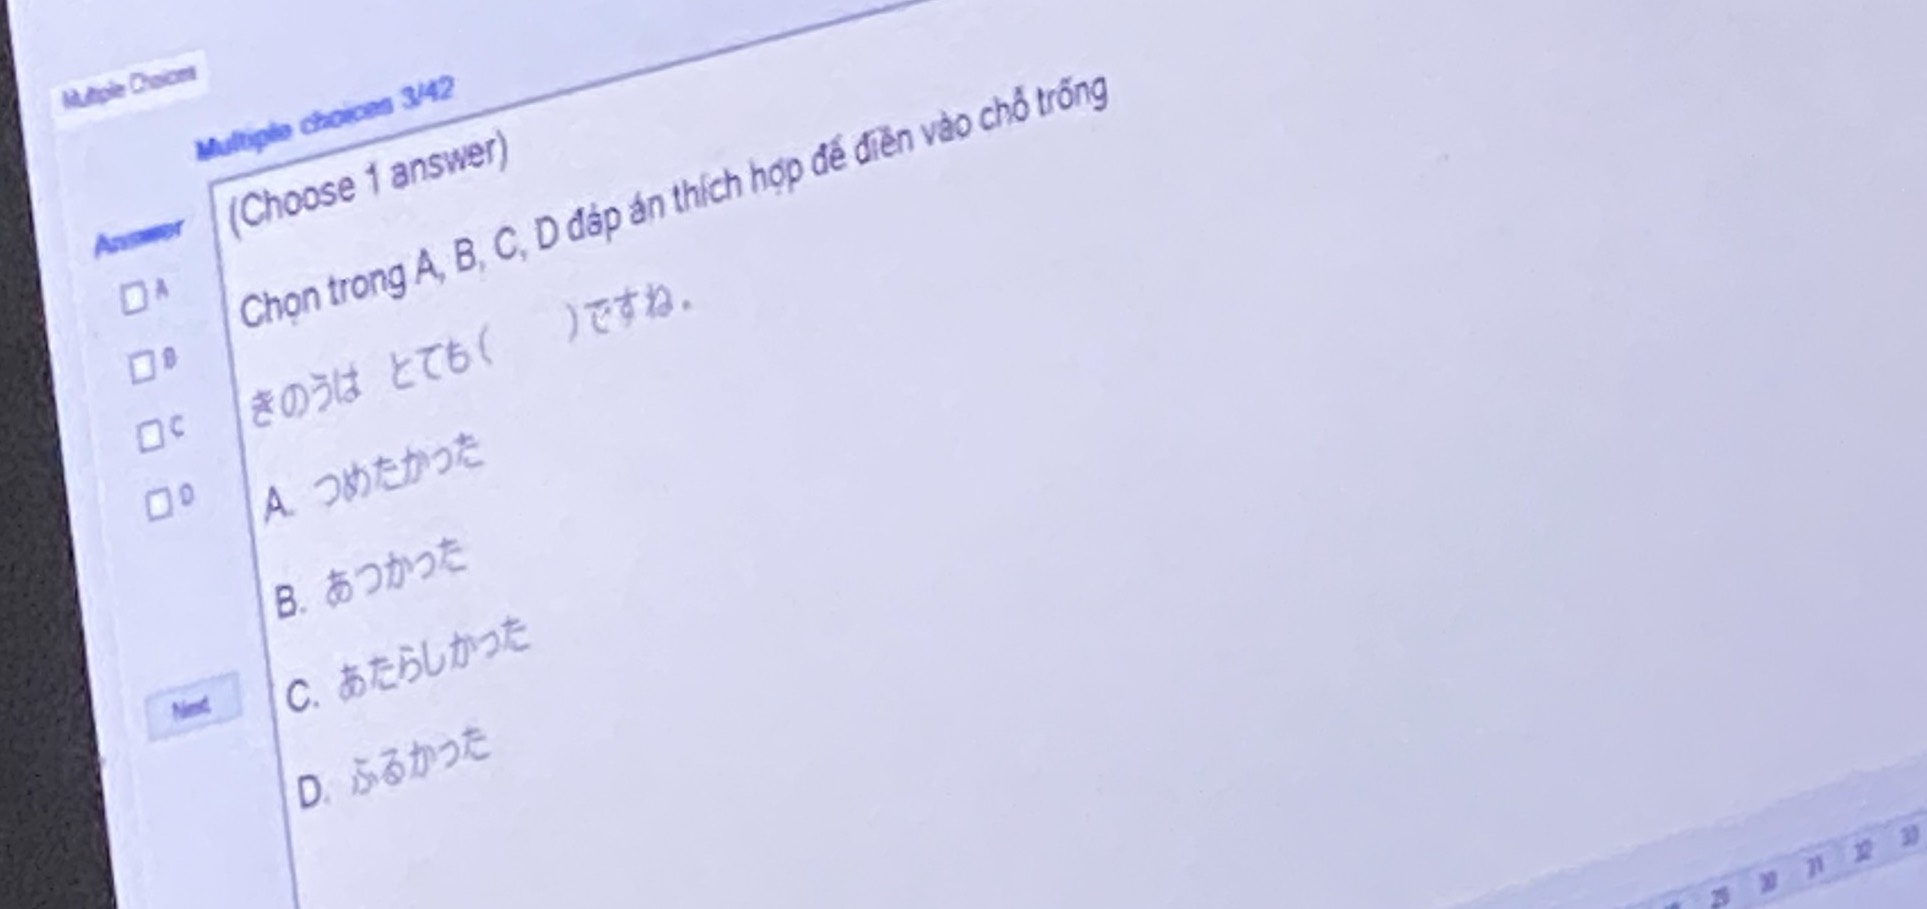 Multiple Choices
Multiple choices 3/42
(Choose 1 answer)
Answer
Chọn trong A, B, C, D đáp án thích hợp để điền vào chỗ trống
A
きのうは とても( )ですね.
B
C
D
A. つめたかった
B. あつかった
C. あたらしかった
D. ふるかった
Next
29 30 31 32 33